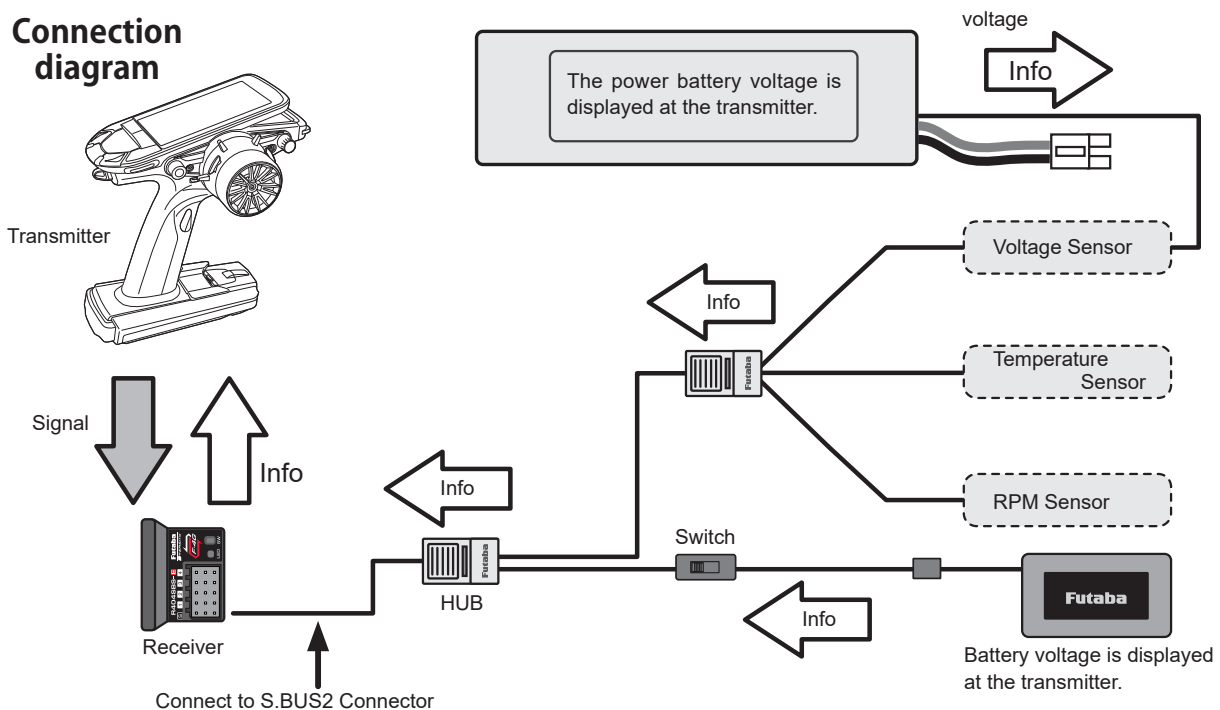 Connection
diagram
voltage
Info
The power battery voltage is
displayed at the transmitter.
Transmitter
Voltage Sensor
Info
Futaba
Temperature
Sensor
Signal
Info
Info
RPM Sensor
Switch
Futaba
Futaba
HUB
Info
Futaba
Receiver
Battery voltage is displayed
at the transmitter.
Connect to S.BUS2 Connector